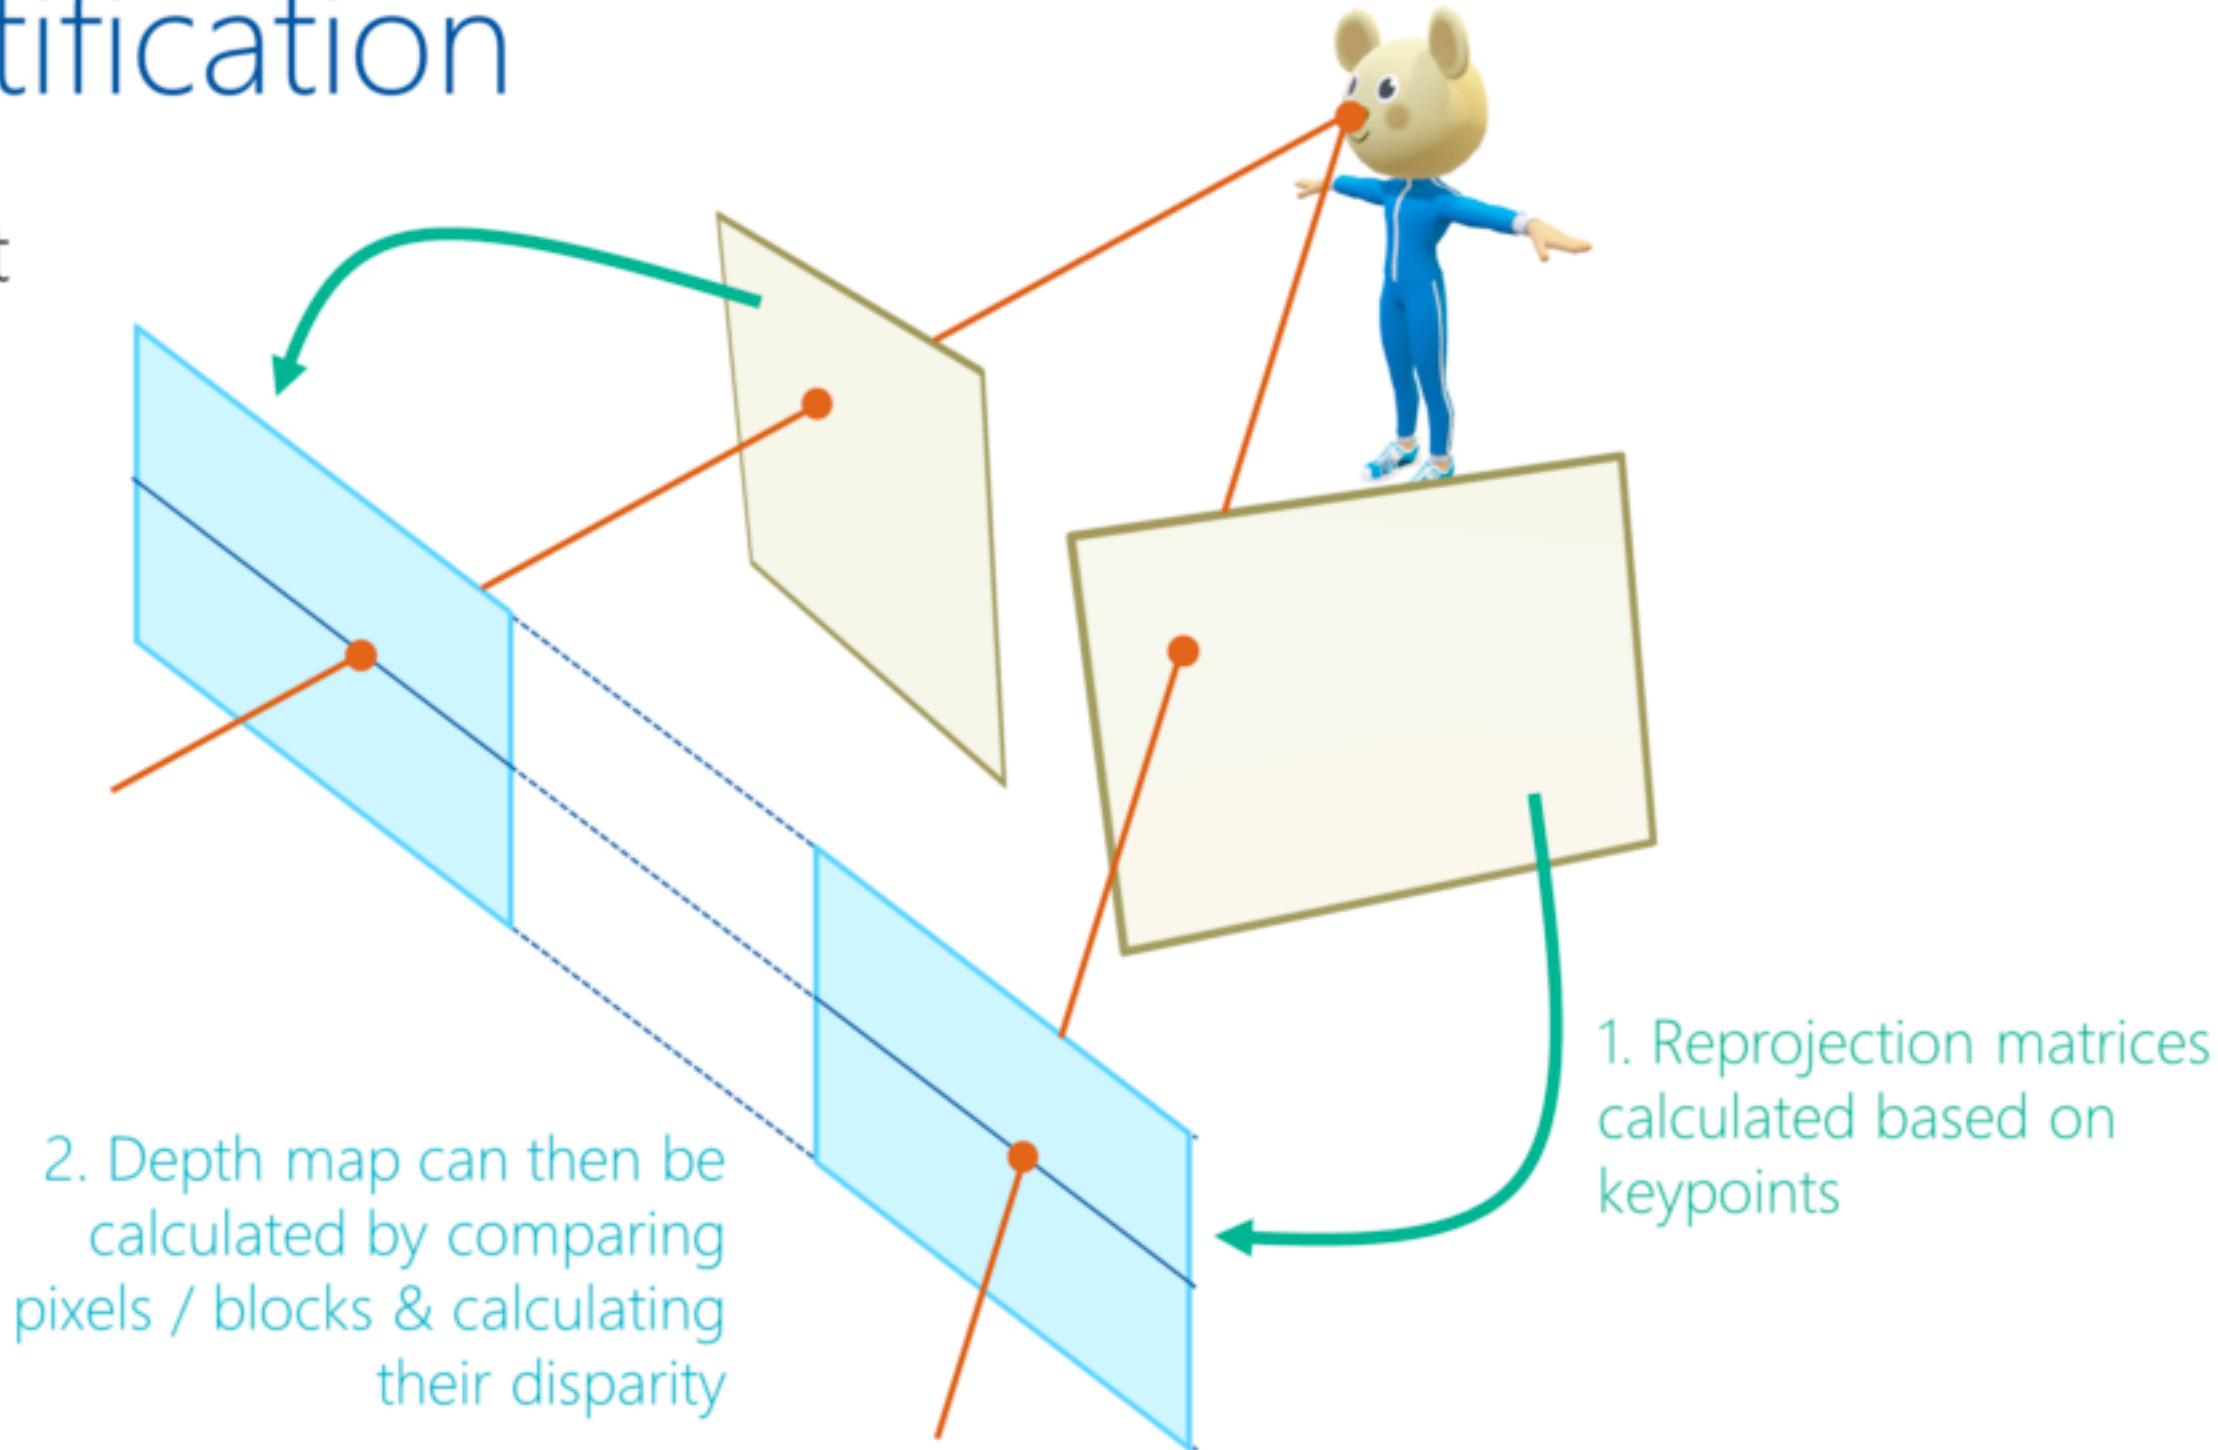 tification
t
1. Reprojection matrices
calculated based on
keypoints
2. Depth map can then be
calculated by comparing
pixels / blocks & calculating
their disparity